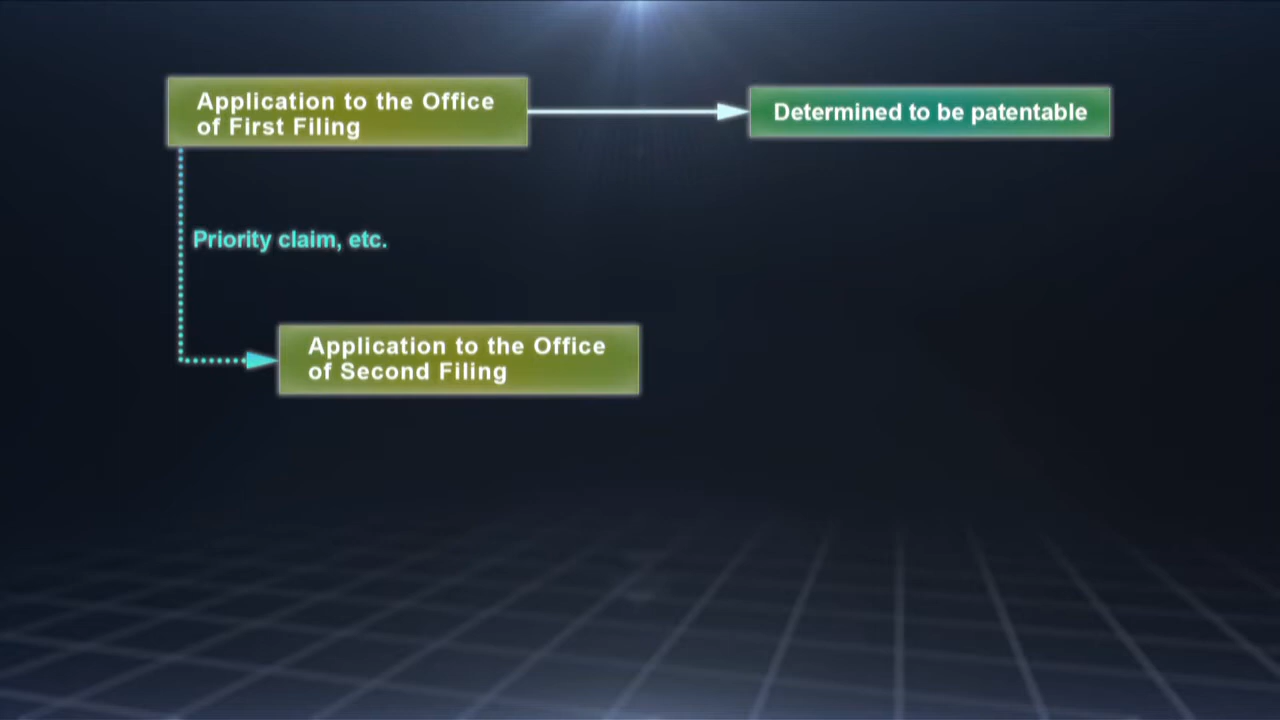 Application to the Office
of First Filing
Determined to be patentable
Priority claim, etc.
Application to the Office
of Second Filing